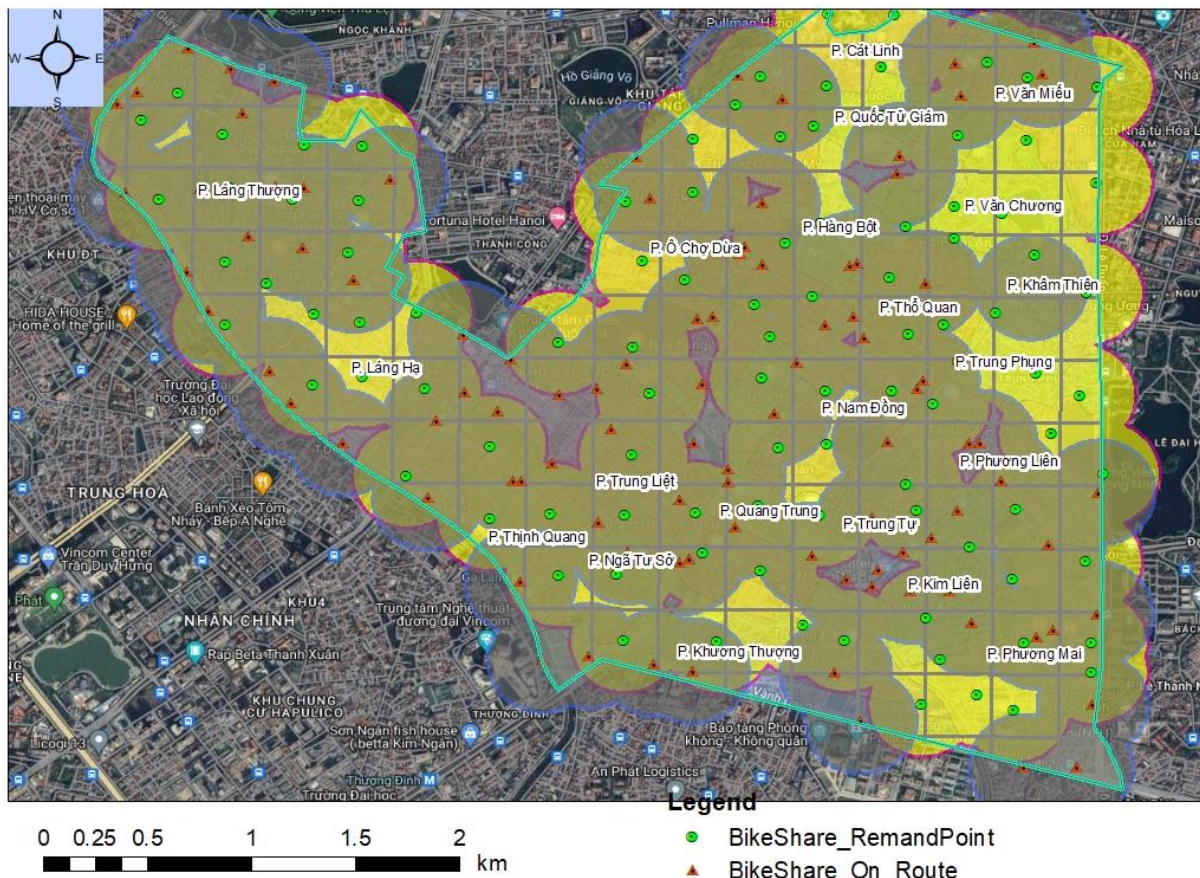 N
W
E
S
NGỌC KHÁNH
Pullman Hanoi
P. Cát Linh
Hồ Giảng Võ
GIẢNG VÕ
P. Văn Miếu
P. Quốc Tử Giám
P. Láng Thượng
P. Văn Chương
Fortuna Hotel Hanoi
P. Hàng Bột
THÀNH CÔNG
P. Ô Chợ Dừa
KHU ĐT
P. Khâm Thiên
HIDA HOUSE -
Home of the grill
P. Thổ Quan
P. Láng Hạ
P. Trung Phụng
Trường Đại
học Lao động
- Xã hội
P. Nam Đồng
P. Phương Liên
TRUNG HOÀ
P. Trung Liệt
Bánh Xèo Tôm
Nhảy - Bếp A Nghề
P. Quang Trung
P. Trung Tự
P. Thịnh Quang
Vincom Center
Trần Duy Hưng
P. Ngã Tư Sở
P. Kim Liên
KHU4
Trung tâm Nghệ thuật
đương đại Vincom
NHÂN CHÍNH
Rạp Beta Thanh Xuân
P. Khương Thượng
P. Phương Mai
KHU CHUNG
CƯ HAPULICO
THƯỢNG ĐÌNH
Sơn Ngân fish house
(betta Kim Ngân)
Bảo tàng Phòng
không - Không quân
Licogi 13
An Phát Logistics
Thượng Đình
Trường Đại học
Legend
0 0.25 0.5 1 1.5 2
km
BikeShare_RemandPoint
BikeShare_On_Route